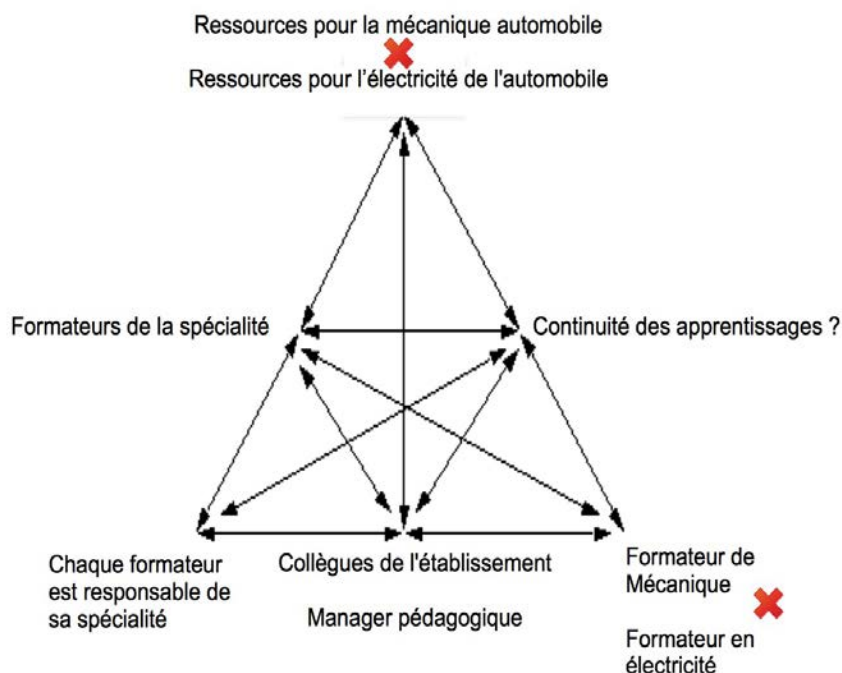 Ressources pour la mécanique automobile
Ressources pour l'électricité de l'automobile
Formateurs de la spécialité
Continuité des apprentissages ?
Chaque formateur
est responsable de
sa spécialité
Collègues de l'établissement
Manager pédagogique
Formateur de
Mécanique
Formateur en
électricité